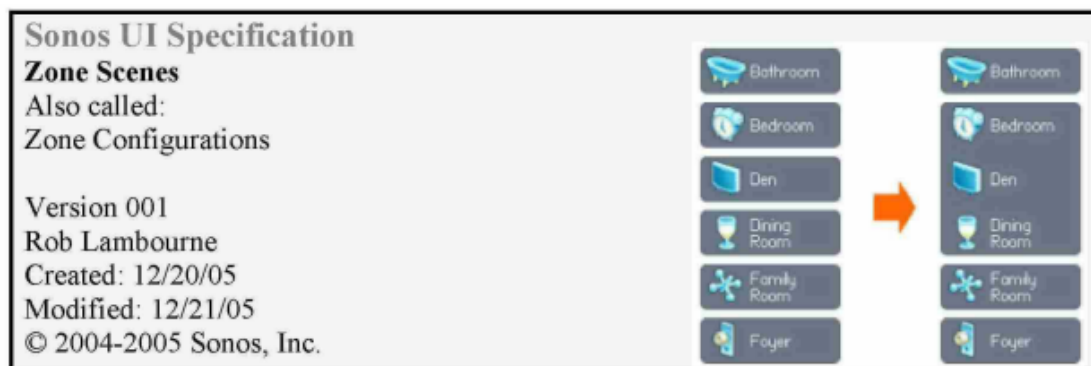 Sonos UI Specification
Zone Scenes
Also called:
Zone Configurations
Version 001
Rob Lambourne
Created: 12/20/05
Modified: 12/21/05
© 2004-2005 Sonos, Inc.
Bathroom
Bedroom
Den
Dining
Room
Family
Room
Foyer
Bathroom
Bedroom
Den
Dining
Room
Family
Room
Foyer